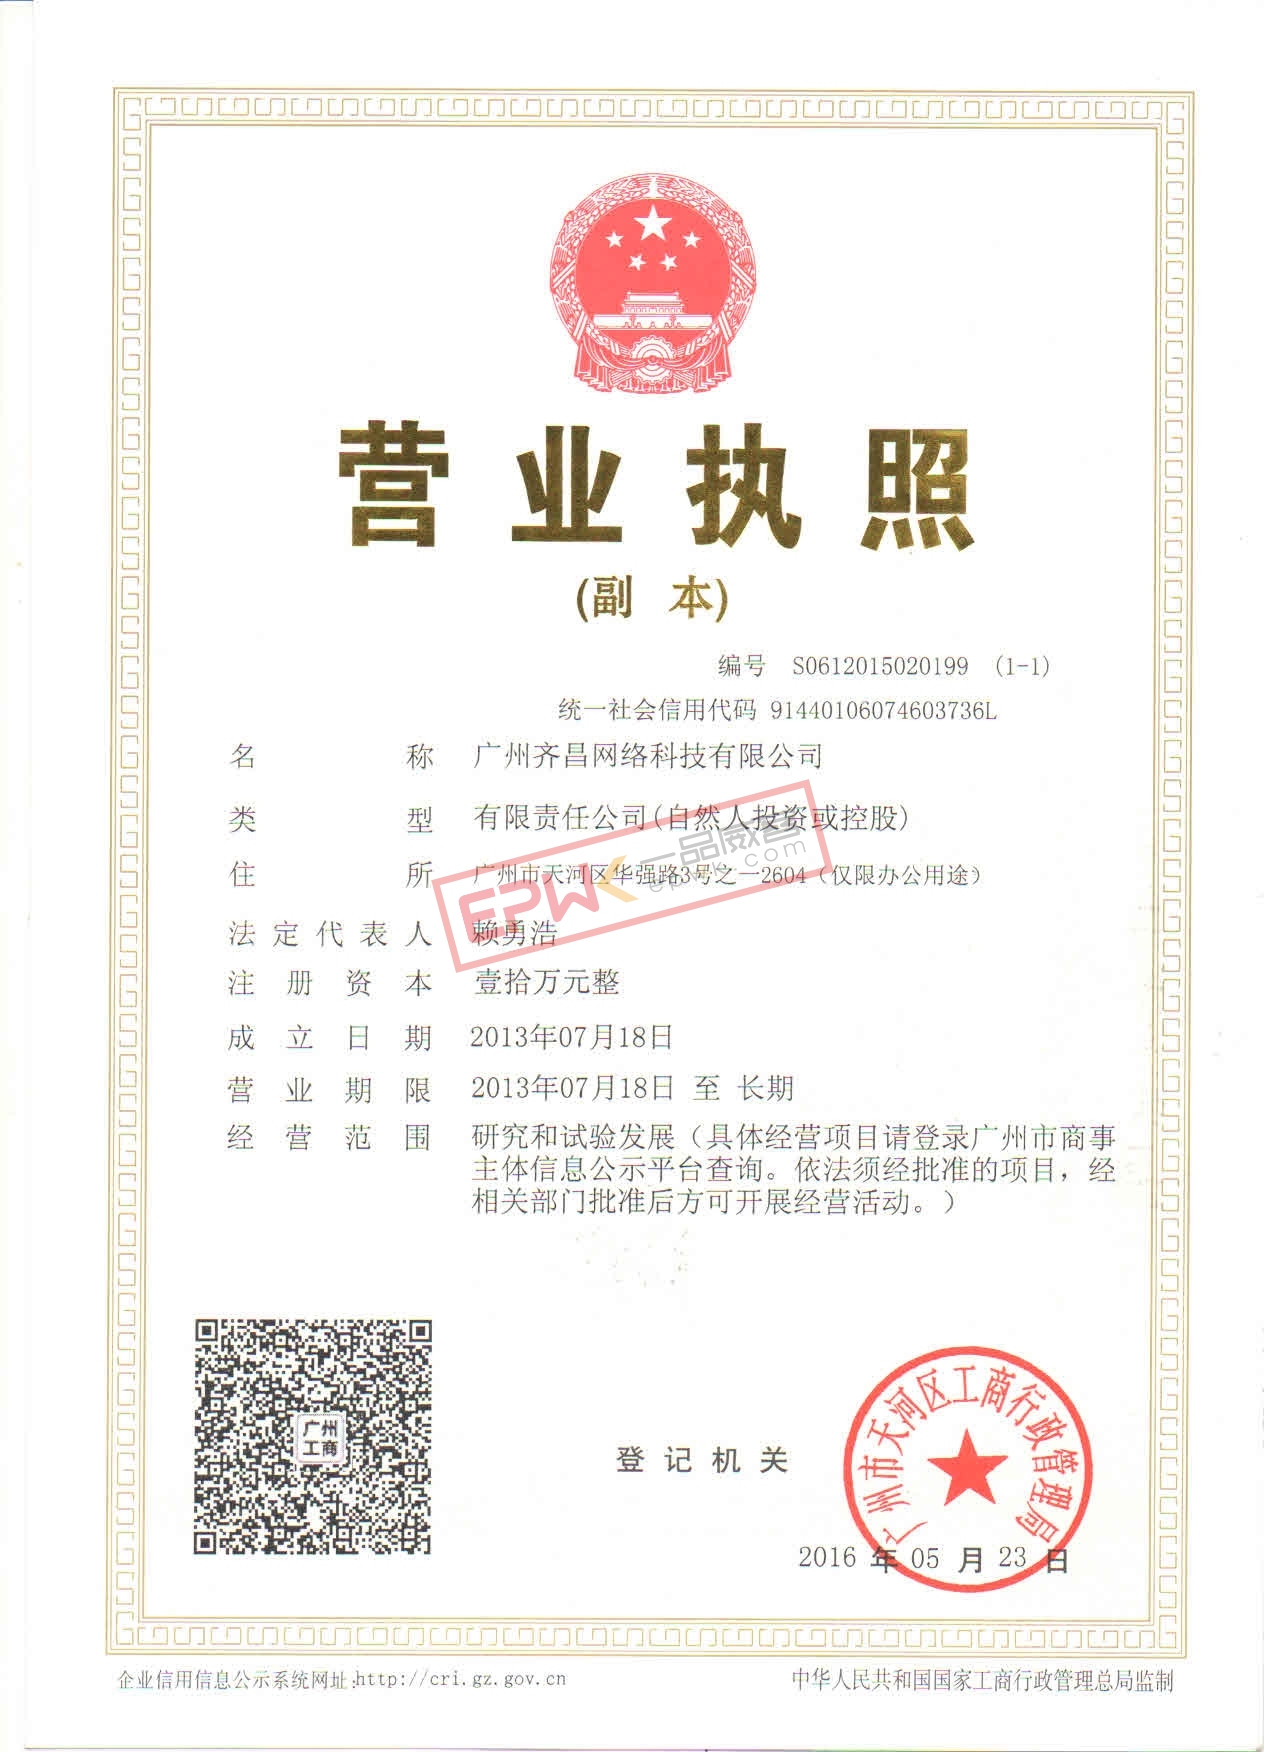 营业执照
(副 本)
编号 S0612015020199 (1-1)
统一社会信用代码 91440106074603736L
名称 广州齐昌网络科技有限公司
类型 有限责任公司(自然人投资或控股)
住所 广州市天河区华强路3号之一2604（仅限办公用途）
法定代表人 赖勇浩
注册资本 壹拾万元整
成立日期 2013年07月18日
营业期限 2013年07月18日 至 长期
经营范围 研究和试验发展（具体经营项目请登录广州市商事
主体信息公示平台查询。依法须经批准的项目，经
相关部门批准后方可开展经营活动。）
EPWK 一品威客
epwk.com
广州
工商
登记机关
广州市天河区工商行政管理局
2016 年 05 月 23 日
企业信用信息公示系统网址:http://cri.gz.gov.cn
中华人民共和国国家工商行政管理总局监制